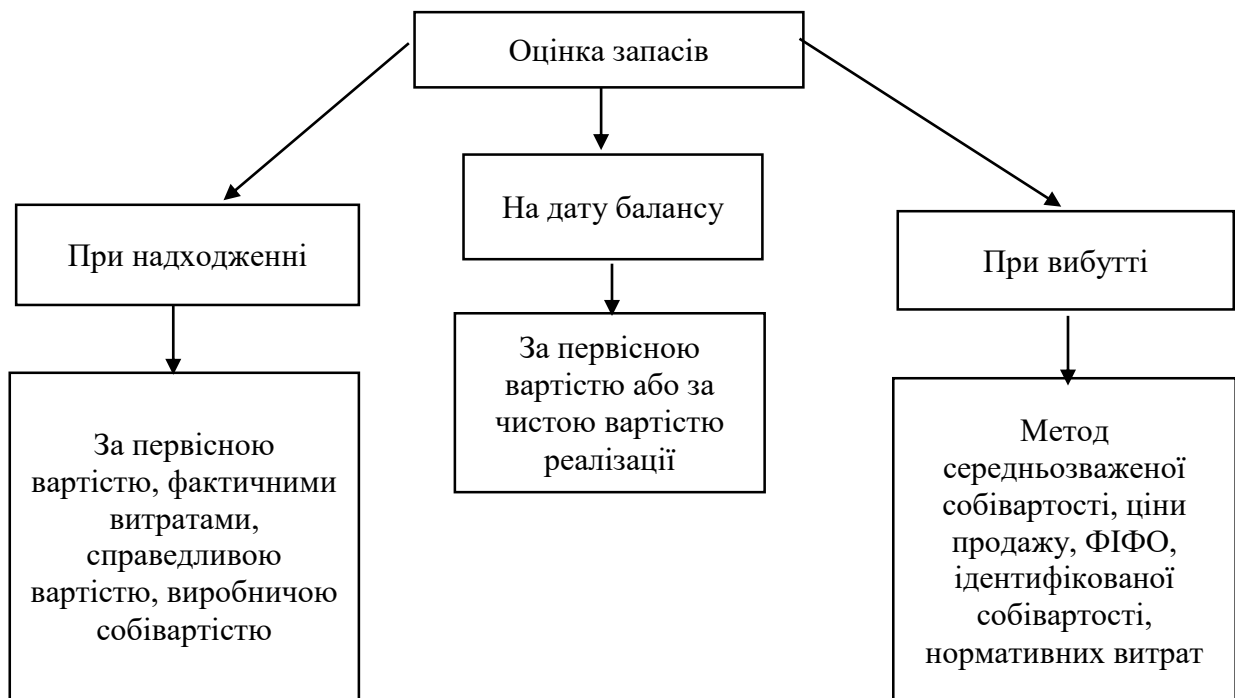 Оцінка запасів
При надходженні
На дату балансу
При вибутті
За первісною
вартістю, фактичними
витратами,
справедливою
вартістю, виробничою
собівартістю
За первісною
вартістю або за
чистою вартістю
реалізації
Метод
середньозваженої
собівартості, ціни
продажу, ФІФО,
ідентифікованої
собівартості,
нормативних витрат